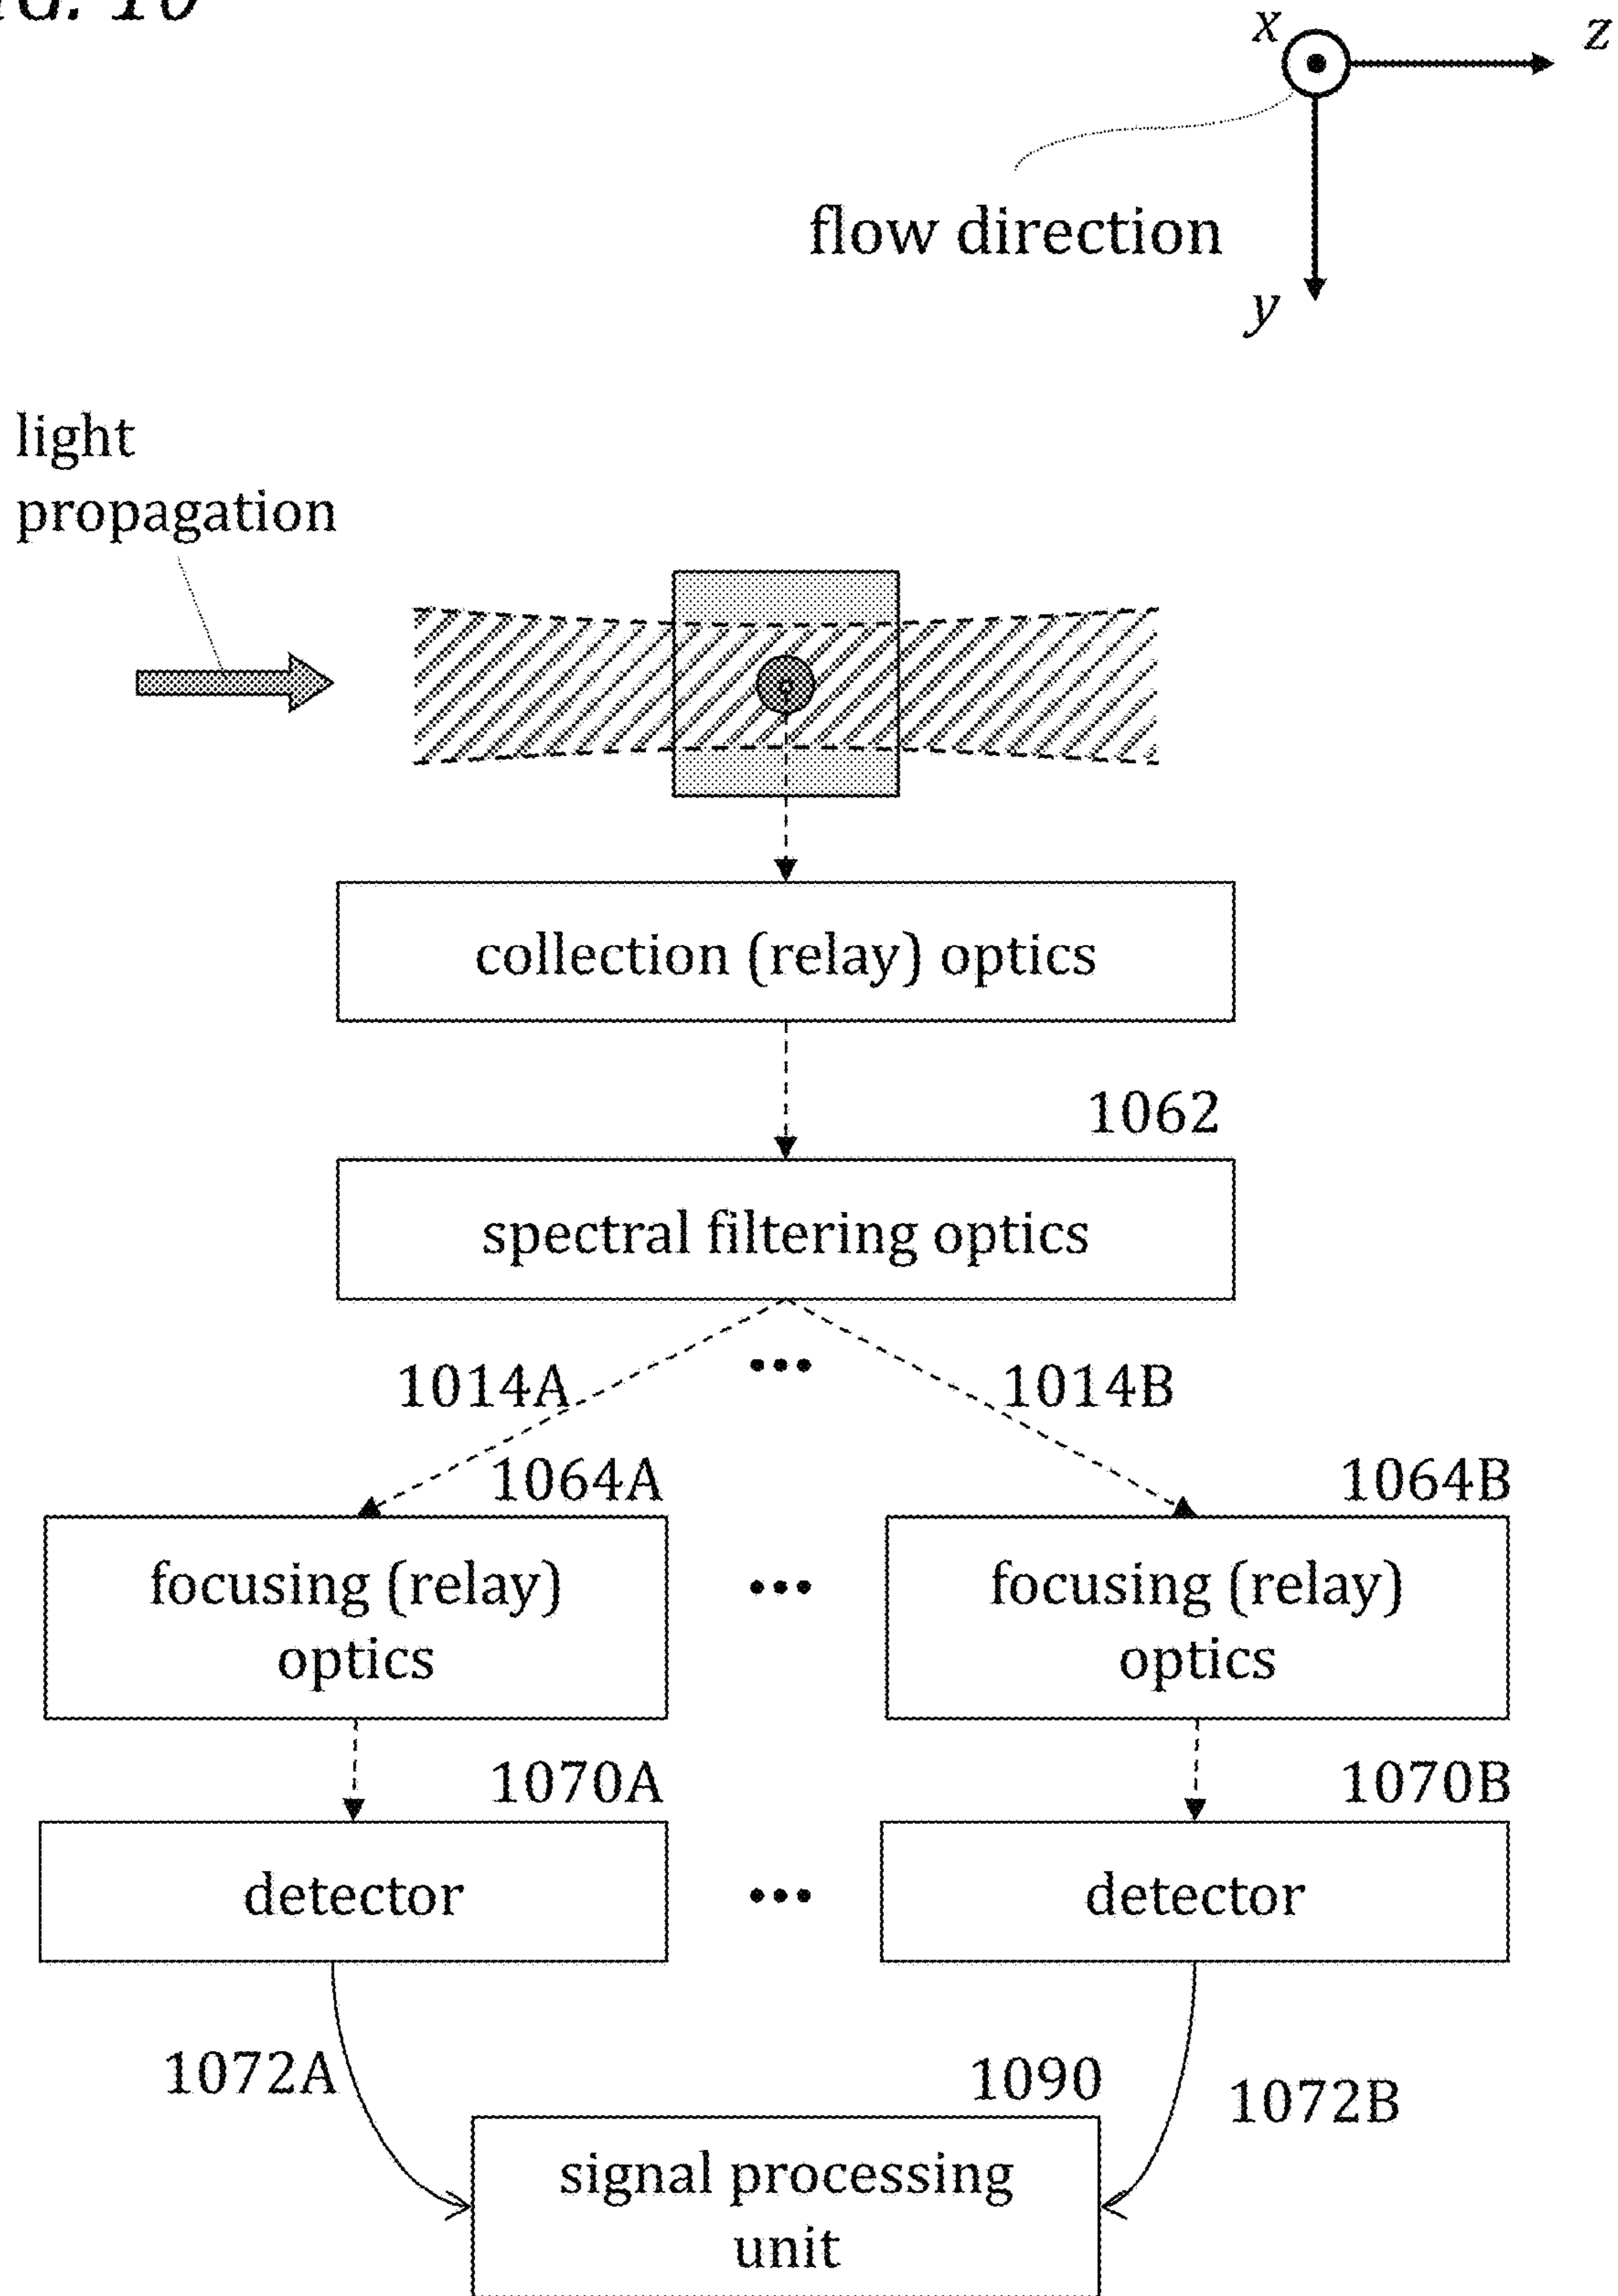 10
x
z
flow direction
y
light
propagation
collection (relay) optics
1062
spectral filtering optics
1014A
1014B
1064A
1064B
focusing (relay)
optics
focusing (relay)
optics
1070A
1070B
detector
detector
1072A
1090
1072B
signal processing
unit